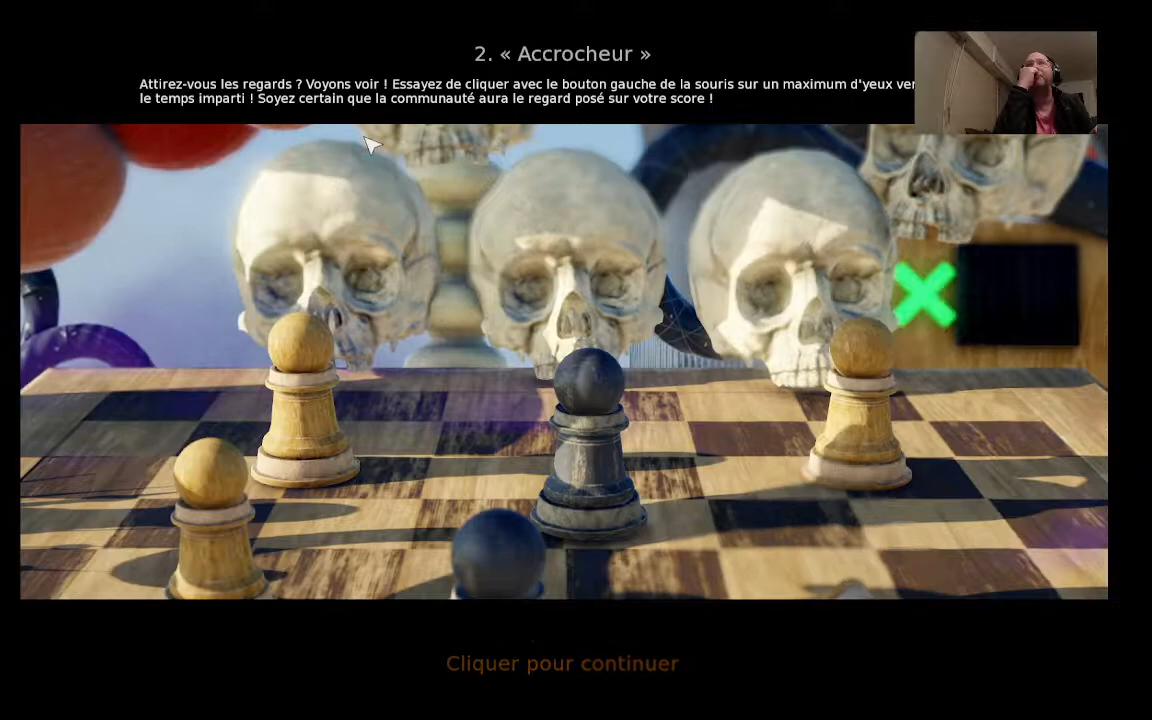 2. « Accrocheur »
Attirez-vous les regards ? Voyons voir ! Essayez de cliquer avec le bouton gauche de la souris sur un maximum d'yeux
le temps imparti ! Soyez certain que la communauté aura le regard posé sur votre score !
Cliquer pour continuer